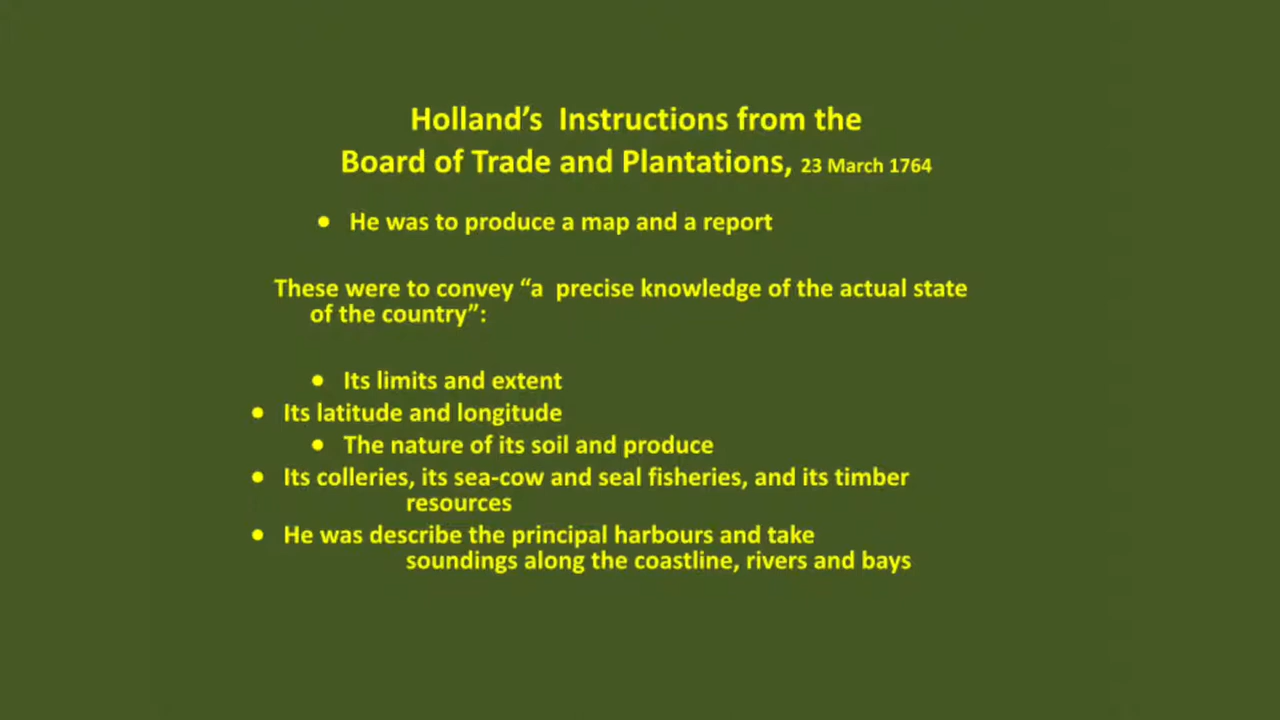 Holland’s  Instructions from the
Board of Trade and Plantations, 23 March 1764
● He was to produce a map and a report
These were to convey “a  precise knowledge of the actual state
of the country”:
● Its limits and extent
● Its latitude and longitude
● The nature of its soil and produce
● Its colleries, its sea-cow and seal fisheries, and its timber
resources
● He was describe the principal harbours and take
soundings along the coastline, rivers and bays